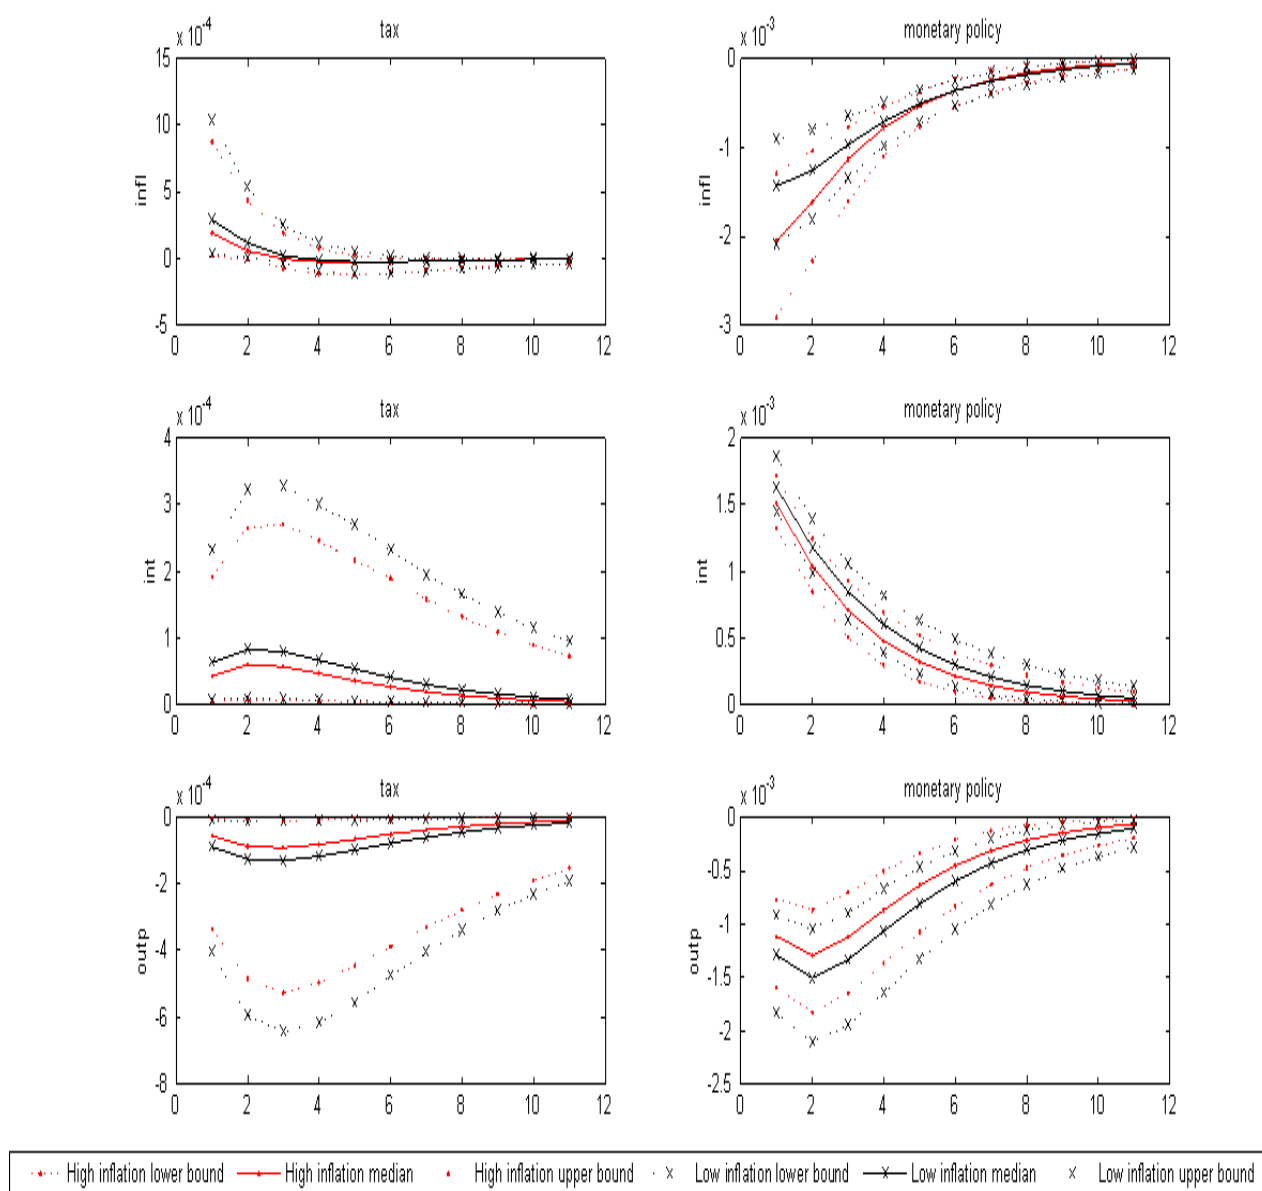 tax monetary policy
x 10^-4 x 10^-3
15 0
10 -1
5
infl infl
0 -2
-5 -3
0 2 4 6 8 10 12 0 2 4 6 8 10 12
tax monetary policy
x 10^-4 x 10^-3
4 2
3 1.5
int 2 int 1
1 0.5
0 0
0 2 4 6 8 10 12 0 2 4 6 8 10 12
tax monetary policy
x 10^-4 x 10^-3
0 0
-2 -0.5
-4 -1
outp outp
-6 -1.5
-2
-8 -2.5
0 2 4 6 8 10 12 0 2 4 6 8 10 12
High inflation lower bound High inflation median High inflation upper bound Low inflation lower bound Low inflation median Low inflation upper bound